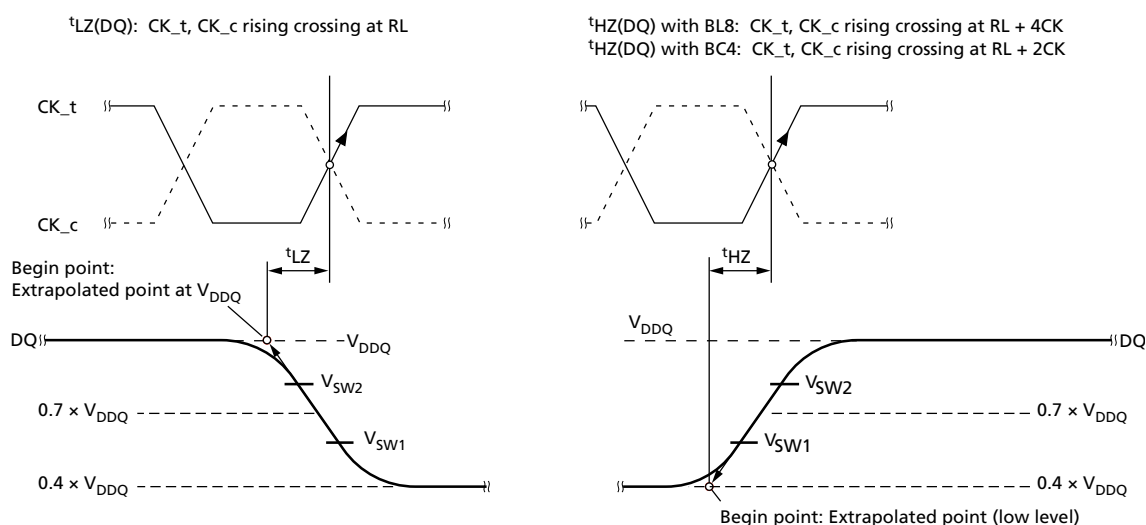 tLZ(DQ): CK_t, CK_c rising crossing at RL
tHZ(DQ) with BL8: CK_t, CK_c rising crossing at RL + 4CK
tHZ(DQ) with BC4: CK_t, CK_c rising crossing at RL + 2CK
CK_t
CK_c
tLZ
tHZ
Begin point:
Extrapolated point at VDDQ
DQ
VDDQ
VSW2
0.7 × VDDQ
VSW1
0.4 × VDDQ
VDDQ
DQ
VSW2
0.7 × VDDQ
VSW1
0.4 × VDDQ
Begin point: Extrapolated point (low level)